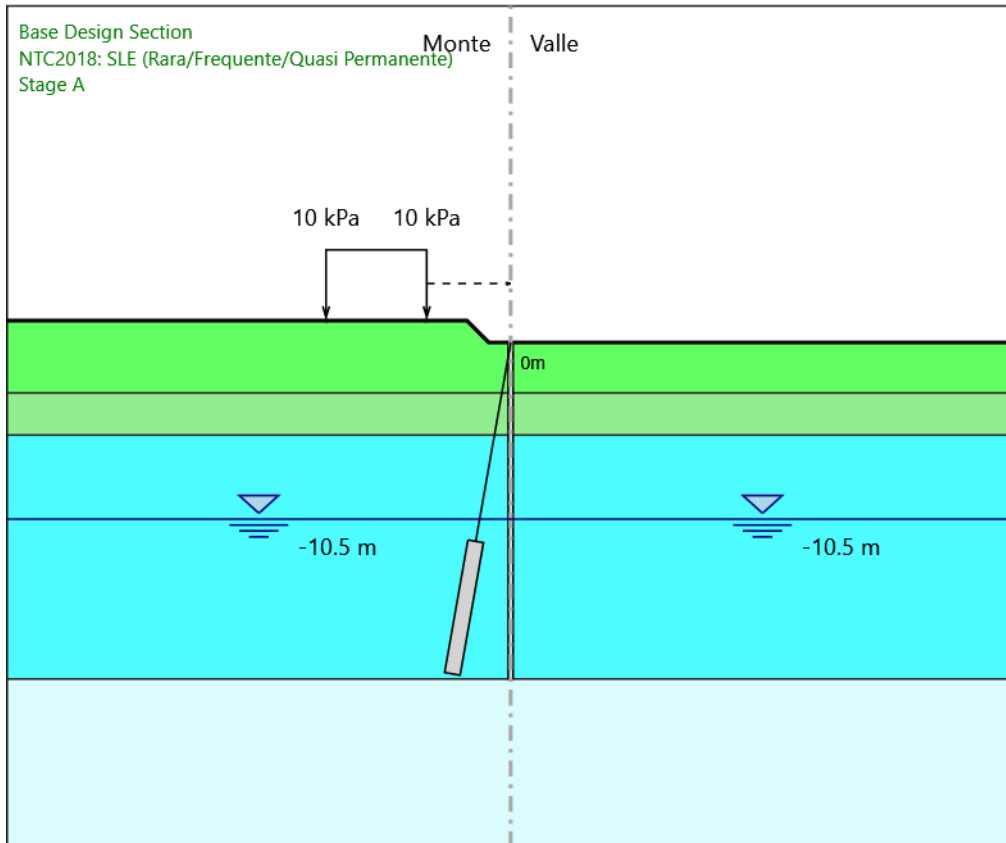 Base Design Section
Monte Valle
NTC2018: SLE (Rara/Frequente/Quasi Permanente)
Stage A
10 kPa 10 kPa
0m
-10.5 m -10.5 m